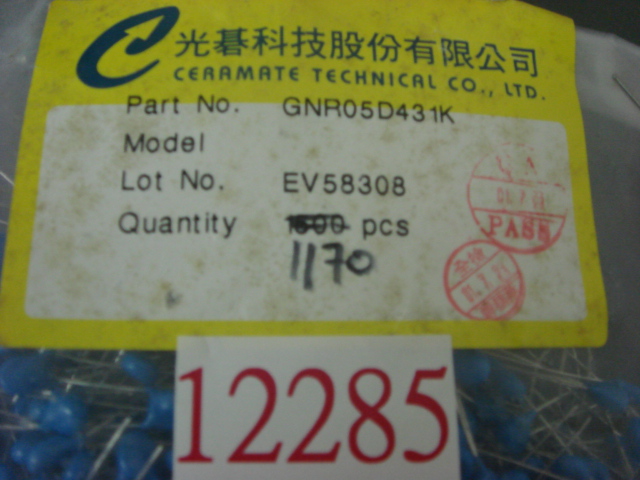 光碁科技股份有限公司
CERAMATE TECHNICAL CO., LTD.
Part No. GNR05D431K
Model
Lot No. EV58308
Quantity 1500 pcs
1170
PASS
12285